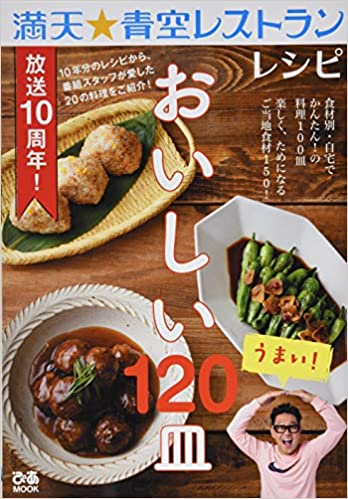 満天★青空レストラン
レシピ
放送10周年!
10年分のレシピから、
番組スタッフが愛した
20の料理をご紹介!
食材別・自宅で
かんたん!の
料理100皿
楽しく、ためになる
ご当地食材150!
おいしい
120皿
うまい!
ぴあ
MOOK